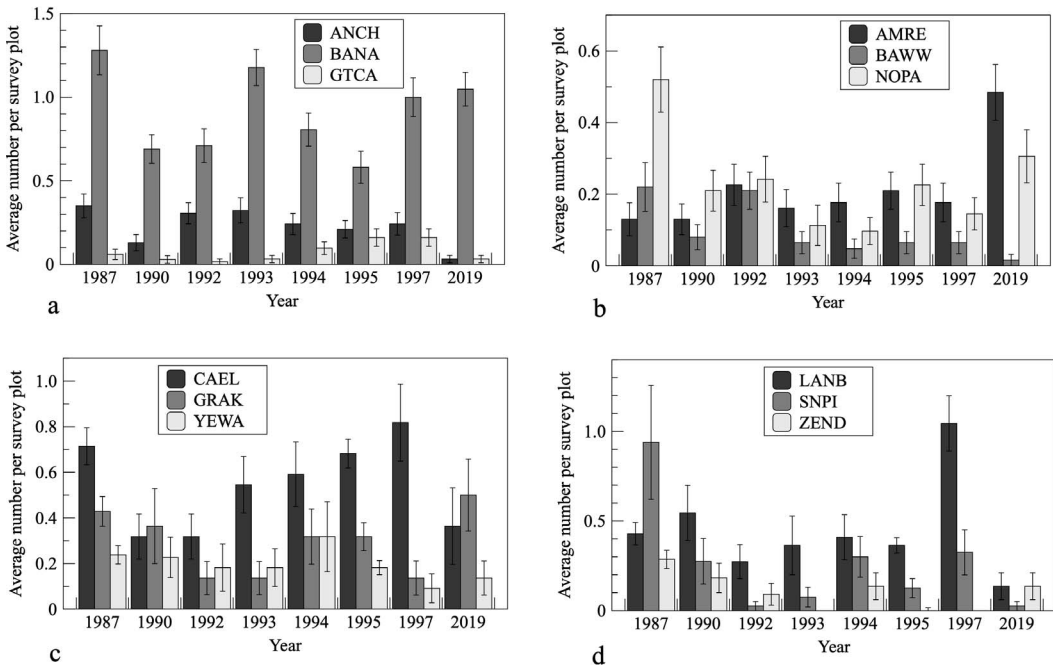 Average number per survey plot
1.5
1.0
0.5
0
ANCH
BANA
GTCA
1987 1990 1992 1993 1994 1995 1997 2019
Year
a
Average number per survey plot
0.6
0.4
0.2
0
AMRE
BAWW
NOPA
1987 1990 1992 1993 1994 1995 1997 2019
Year
b
Average number per survey plot
1.0
0.8
0.6
0.4
0.2
0
CAEL
GRAK
YEWA
1987 1990 1992 1993 1994 1995 1997 2019
Year
c
Average number per survey plot
1.0
0.5
0
LANB
SNPI
ZEND
1987 1990 1992 1993 1994 1995 1997 2019
Year
d